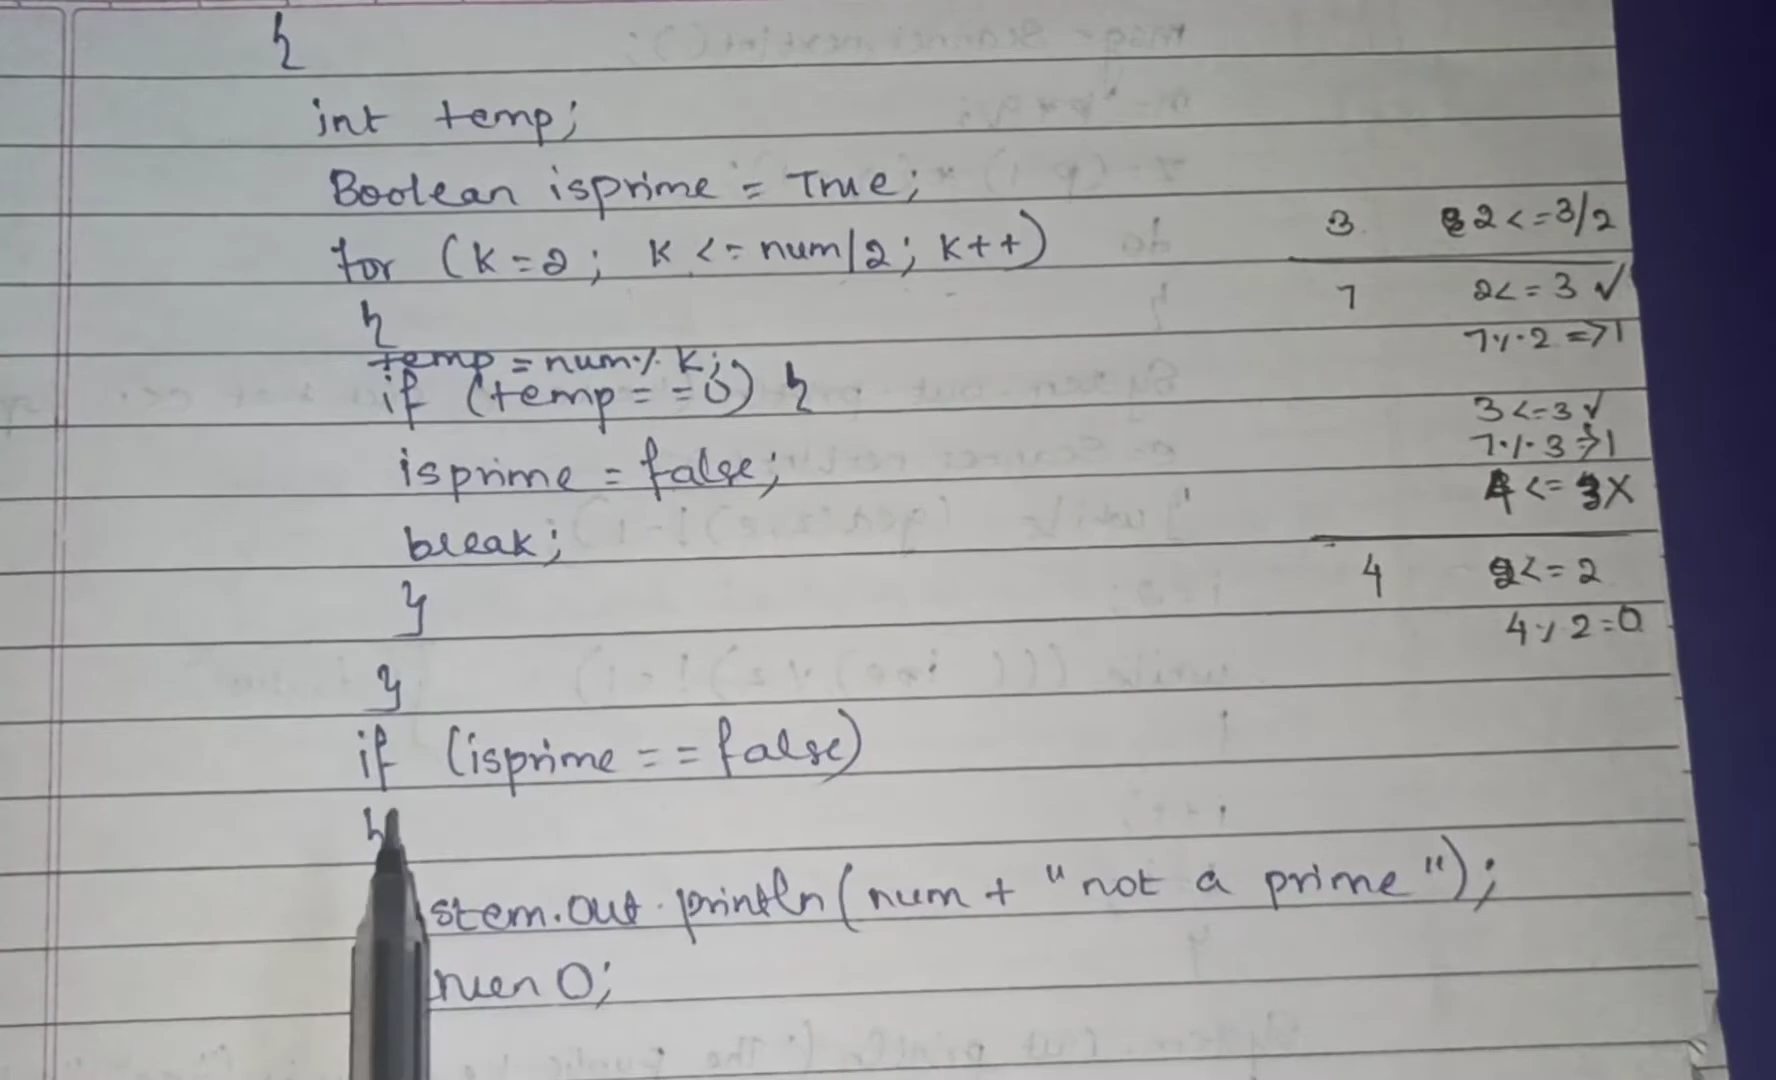 {
int temp;
Boolean isprime = True;
for (k=2; k <= num/2; k++)
{
temp = num % k;
if (temp == 0) {
isprime = false;
break;
}
}
if (isprime == false)
{
stem.out.println(num + "not a prime");
0;
3 2 <= 3/2
7 2 <= 3 ✓
7 % 2 => 1
3 <= 3 ✓
7 % 3 => 1
4 <= 3 X
4 2 <= 2
4 % 2 = 0